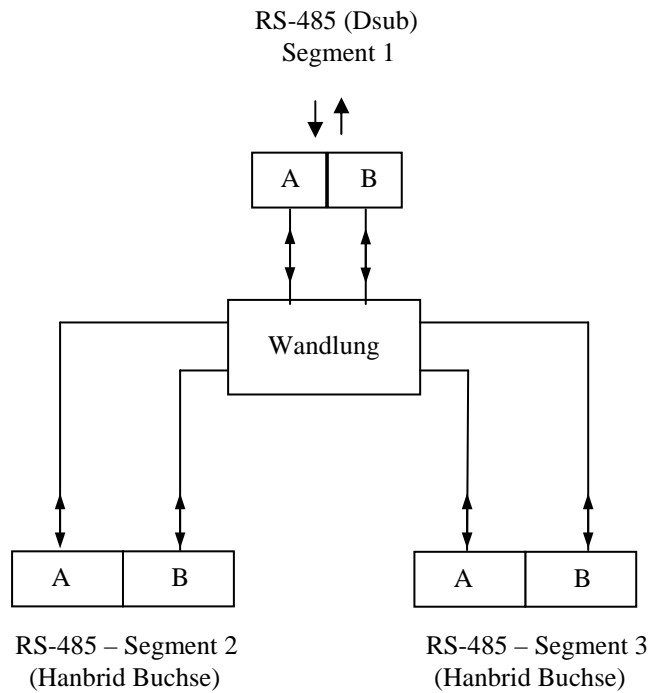 RS-485 (Dsub)
Segment 1
A B
Wandlung
A B
A B
RS-485 – Segment 2
(Hanbrid Buchse)
RS-485 – Segment 3
(Hanbrid Buchse)